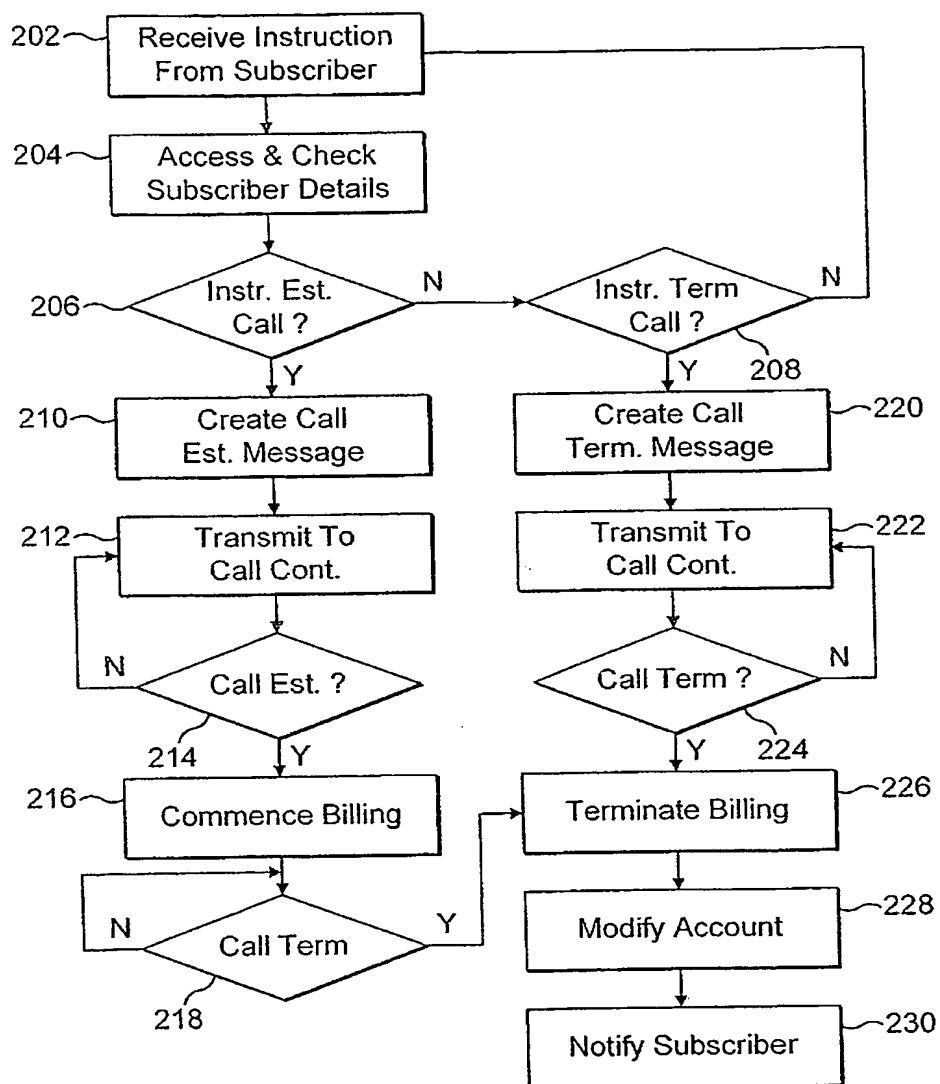 202
Receive Instruction
From Subscriber
204
Access & Check
Subscriber Details
206
Instr. Est.
Call ?
N
Y
Instr. Term
Call ?
N
208
Y
210
Create Call
Est. Message
Create Call
Term. Message
220
212
Transmit To
Call Cont.
Transmit To
Call Cont.
222
N
Call Est. ?
214
Y
Call Term ?
N
224
Y
216
Commence Billing
Terminate Billing
226
N
Call Term
Y
218
Modify Account
228
Notify Subscriber
230